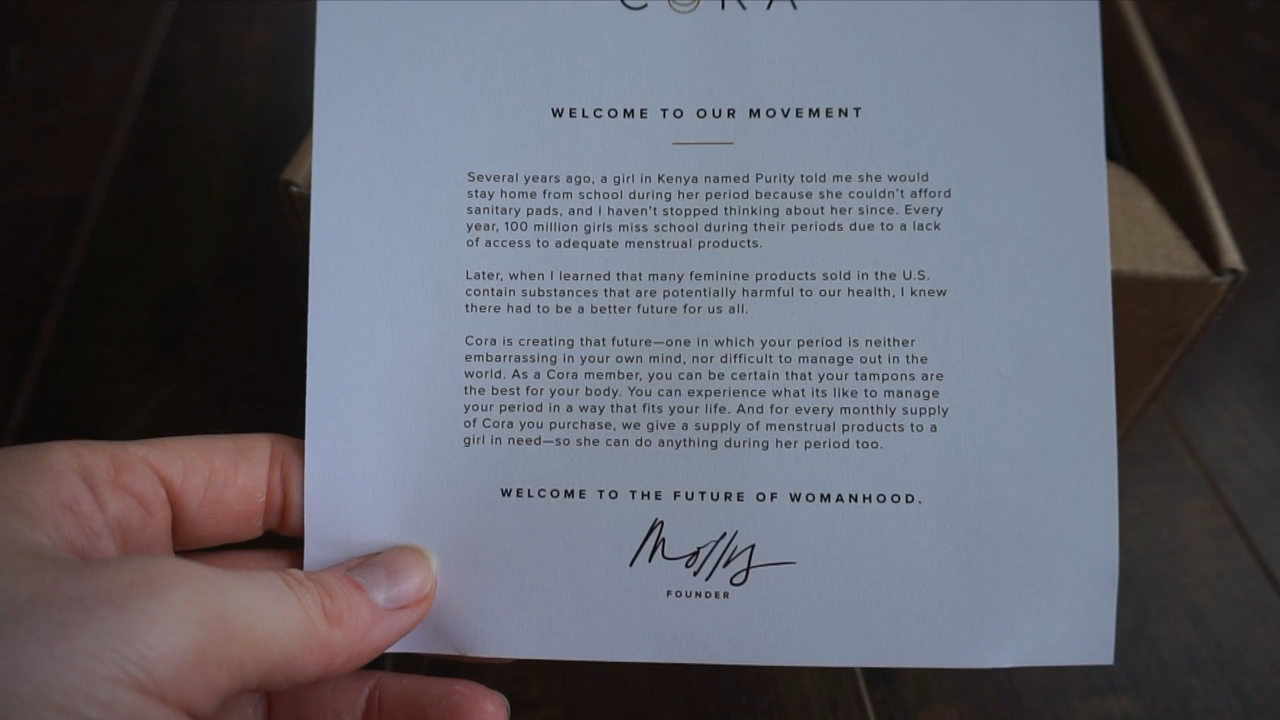 CORA
WELCOME TO OUR MOVEMENT
Several years ago, a girl in Kenya named Purity told me she would
stay home from school during her period because she couldn't afford
sanitary pads, and I haven't stopped thinking about her since. Every
year, 100 million girls miss school during their periods due to a lack
of access to adequate menstrual products.
Later, when I learned that many feminine products sold in the U.S.
contain substances that are potentially harmful to our health, I knew
there had to be a better future for us all.
Cora is creating that future—one in which your period is neither
embarrassing in your own mind, nor difficult to manage out in the
world. As a Cora member, you can be certain that your tampons are
the best for your body. You can experience what its like to manage
your period in a way that fits your life. And for every monthly supply
of Cora you purchase, we give a supply of menstrual products to a
girl in need—so she can do anything during her period too.
WELCOME TO THE FUTURE OF WOMANHOOD.
Molly
FOUNDER